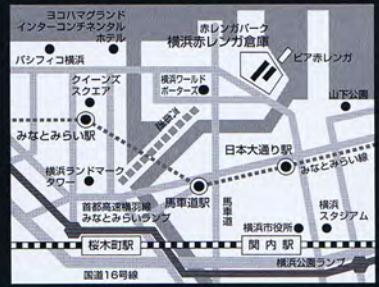 ヨコハマグランド
インターコンチネンタル
ホテル
赤レンガパーク
横浜赤レンガ倉庫
パシフィコ横浜
ピア赤レンガ
クイーンズ
スクエア
横浜ワールド
ポーターズ
山下公園
汽車道
みなとみらい駅
日本大通り駅
みなとみらい線
横浜ランドマーク
タワー
馬車道駅
首都高速横羽線
みなとみらいランプ
馬車道
横浜市役所
横浜
スタジアム
桜木町駅
関内駅
横浜公園ランプ
国道16号線